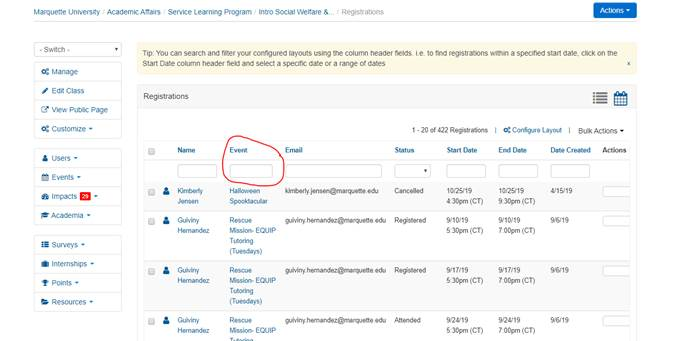 Marquette University / Academic Affairs / Service Learning Program / Intro Social Welfare &... / Registrations
Actions
- Switch -
Manage
Edit Class
View Public Page
Customize
Users
Events
Impacts 29
Academia
Surveys
Internships
Points
Resources
Tip: You can search and filter your configured layouts using the column header fields. i.e. to find registrations within a specified start date, click on the
Start Date column header field and select a specific date or a range of dates
x
Registrations
1 - 20 of 422 Registrations | Configure Layout | Bulk Actions
Name Event Email Status Start Date End Date Date Created Actions
Kimberly Halloween kimberly.jensen@marquette.edu Cancelled 10/25/19 10/25/19 4/15/19
Jensen Spooktacular 4:30pm (CT) 9:30pm (CT)
Guiviny Rescue guiviny.hernandez@marquette.edu Registered 9/10/19 9/10/19 9/6/19
Hernandez Mission- EQUIP 5:30 pm (CT) 7:00pm (CT)
Tutoring
(Tuesdays)
Guiviny Rescue guiviny.hernandez@marquette.edu Registered 9/17/19 9/17/19 9/6/19
Hernandez Mission- EQUIP 5:30 pm (CT) 7:00pm (CT)
Tutoring
(Tuesdays)
Guiviny Rescue guiviny.hernandez@marquette.edu Attended 9/24/19 9/24/19 9/6/19
Hernandez Mission- EQUIP 5:30pm (CT) 7:00pm (CT)
Tutoring